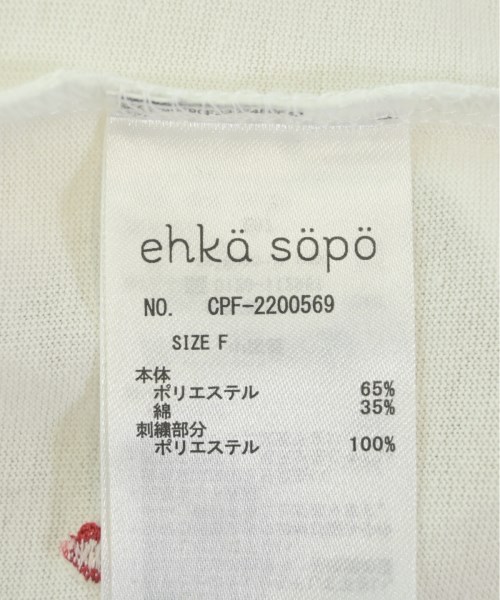 ehkä söpö
NO. CPF-2200569
SIZE F
本体
ポリエステル 65%
綿 35%
刺繍部分
ポリエステル 100%